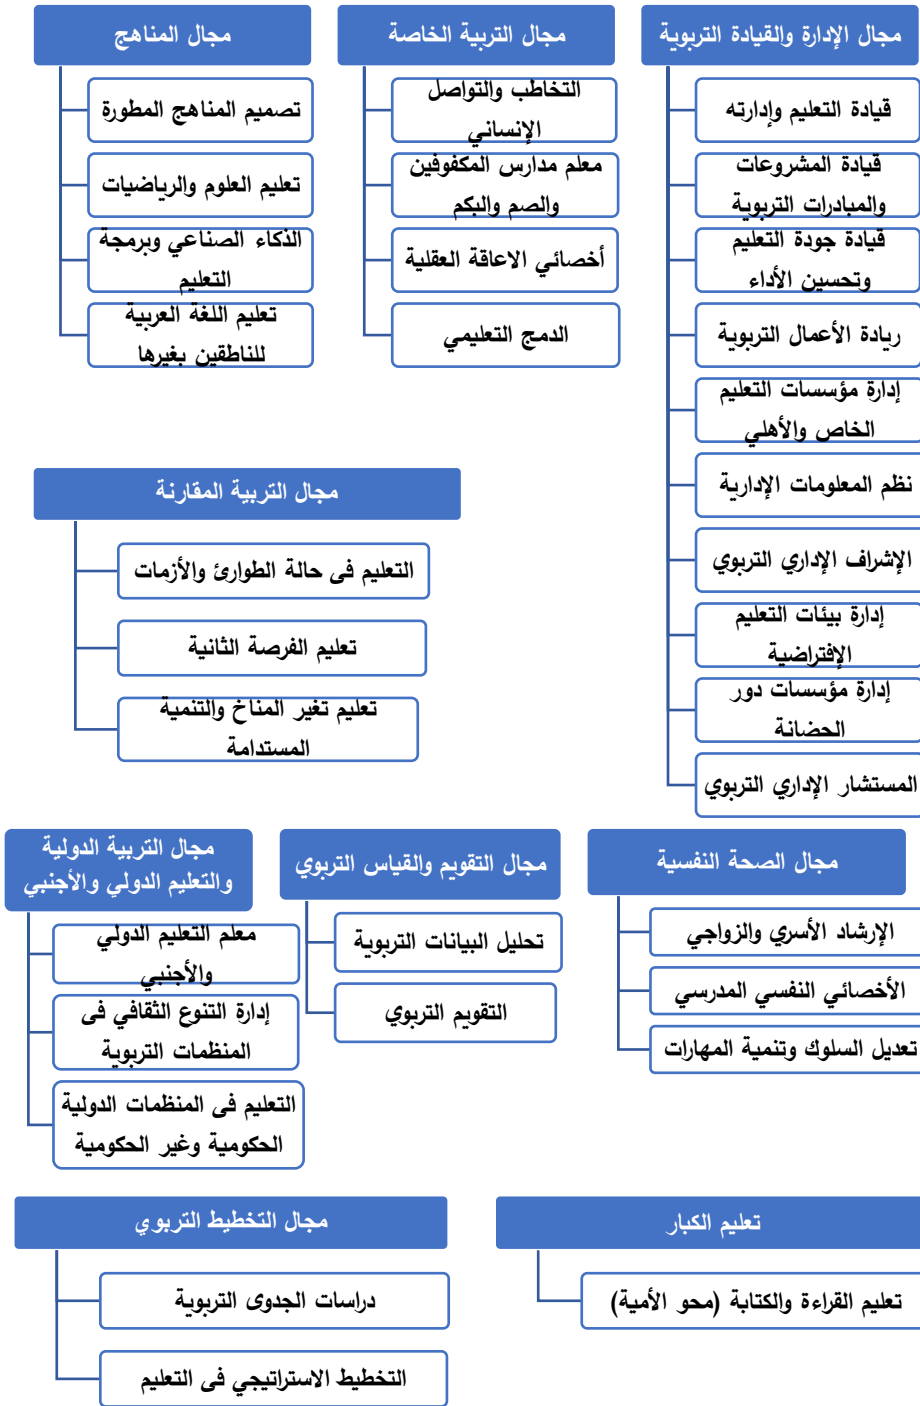 مجال الإدارة والقيادة التربوية
قيادة التعليم وإدارته
قيادة المشروعات
والمبادرات التربوية
قيادة جودة التعليم
وتحسين الأداء
ريادة الأعمال التربوية
إدارة مؤسسات التعليم
الخاص والأهلي
نظم المعلومات الإدارية
الإشراف الإداري التربوي
إدارة بيئات التعليم
الإفتراضية
إدارة مؤسسات دور
الحضانة
المستشار الإداري التربوي
مجال التربية الخاصة
التخاطب والتواصل
الإنساني
معلم مدارس المكفوفين
والصم والبكم
أخصائي الاعاقة العقلية
الدمج التعليمي
مجال المناهج
تصميم المناهج المطورة
تعليم العلوم والرياضيات
الذكاء الصناعي وبرمجة
التعليم
تعليم اللغة العربية
للناطقين بغيرها
مجال التربية المقارنة
التعليم فى حالة الطوارئ والأزمات
تعليم الفرصة الثانية
تعليم تغير المناخ والتنمية
المستدامة
مجال الصحة النفسية
الإرشاد الأسري والزواجي
الأخصائي النفسي المدرسي
تعديل السلوك وتنمية المهارات
مجال التقويم والقياس التربوي
تحليل البيانات التربوية
التقويم التربوي
مجال التربية الدولية
والتعليم الدولي والأجنبي
معلم التعليم الدولي
والأجنبي
إدارة التنوع الثقافي فى
المنظمات التربوية
التعليم فى المنظمات الدولية
الحكومية وغير الحكومية
تعليم الكبار
تعليم القراءة والكتابة (محو الأمية)
مجال التخطيط التربوي
دراسات الجدوى التربوية
التخطيط الاستراتيجي فى التعليم